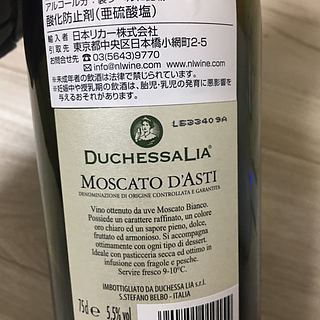 酸化防止剤(亜硫酸塩)
輸入者 日本リカー株式会社
引取先 東京都中央区日本橋小網町2-5
お問合せ先 ☎03(5643)9770
✉info@nlwine.com www.nlwine.com
※未成年者の飲酒は法律で禁じられています。
※妊娠中や授乳期の飲酒は、胎児・乳児の発育に悪影響を
与えるおそれがあります。
LE33409A
DUCHESSALIA®
MOSCATO D'ASTI
DENOMINAZIONE DI ORIGINE CONTROLLATA E GARANTITA
Vino ottenuto da uve Moscato Bianco.
Possiede un carattere raffinato, un colore
oro chiaro ed un sapore pieno, dolce,
fruttato ed armonioso. Si accompagna
ottimamente con ogni tipo di dessert.
Ideale con pasticceria secca ed ottimo con
infusione con fragole e pesche.
Servire fresco 9-10°C.
IMBOTTIGLIATO DA DUCHESSA LIA s.r.l.
S.STEFANO BELBO - ITALIA
75cl e 5.5% vol